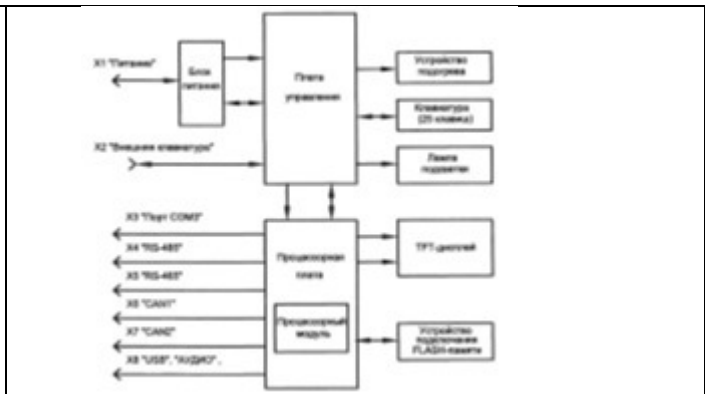 X1 "Питание"
Блок
питания
Плата
управления
Устройство
подогрева
Клавиатура
(25 клавиш)
Лампа
подсветки
X2 "Внешняя клавиатура"
X3 "Порт COM3"
X4 "RS-485"
X5 "RS-485"
X6 "CAN1"
X7 "CAN2"
X8 "USB", "АУДИО" ,
Процессорная
плата
Процессорный
модуль
TFT-дисплей
Устройство
подключения
FLASH-памяти